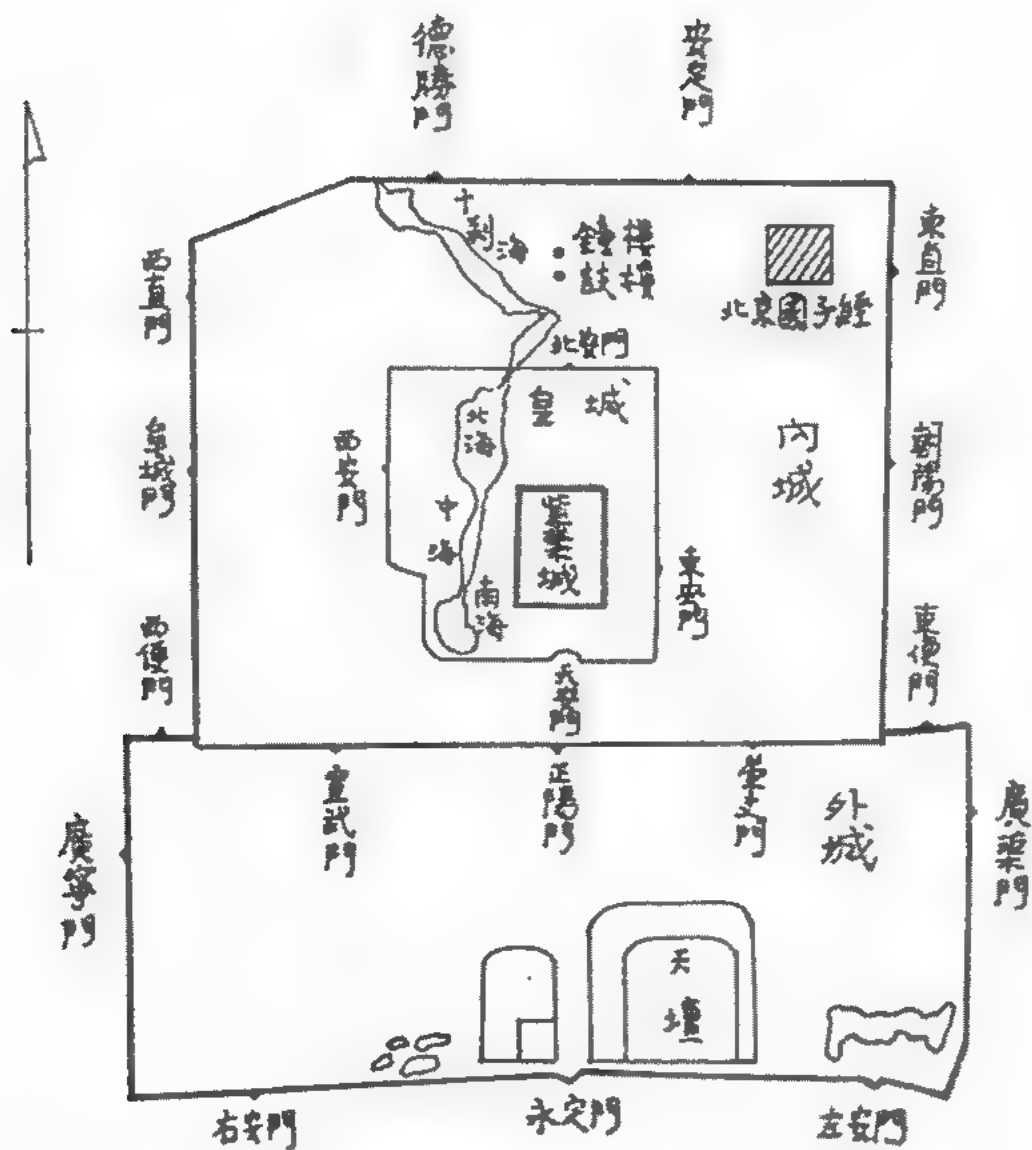 德勝門
安定門
十刹海
鐘樓
鼓樓
東直門
西直門
北京國子監
北安門
皇城
北海
內城
西安門
朝陽門
阜城門
中海
紫禁城
東安門
南海
西便門
東便門
天安門
宣武門
正陽門
崇文門
外城
廣渠門
廣寧門
天壇
右安門
永定門
左安門